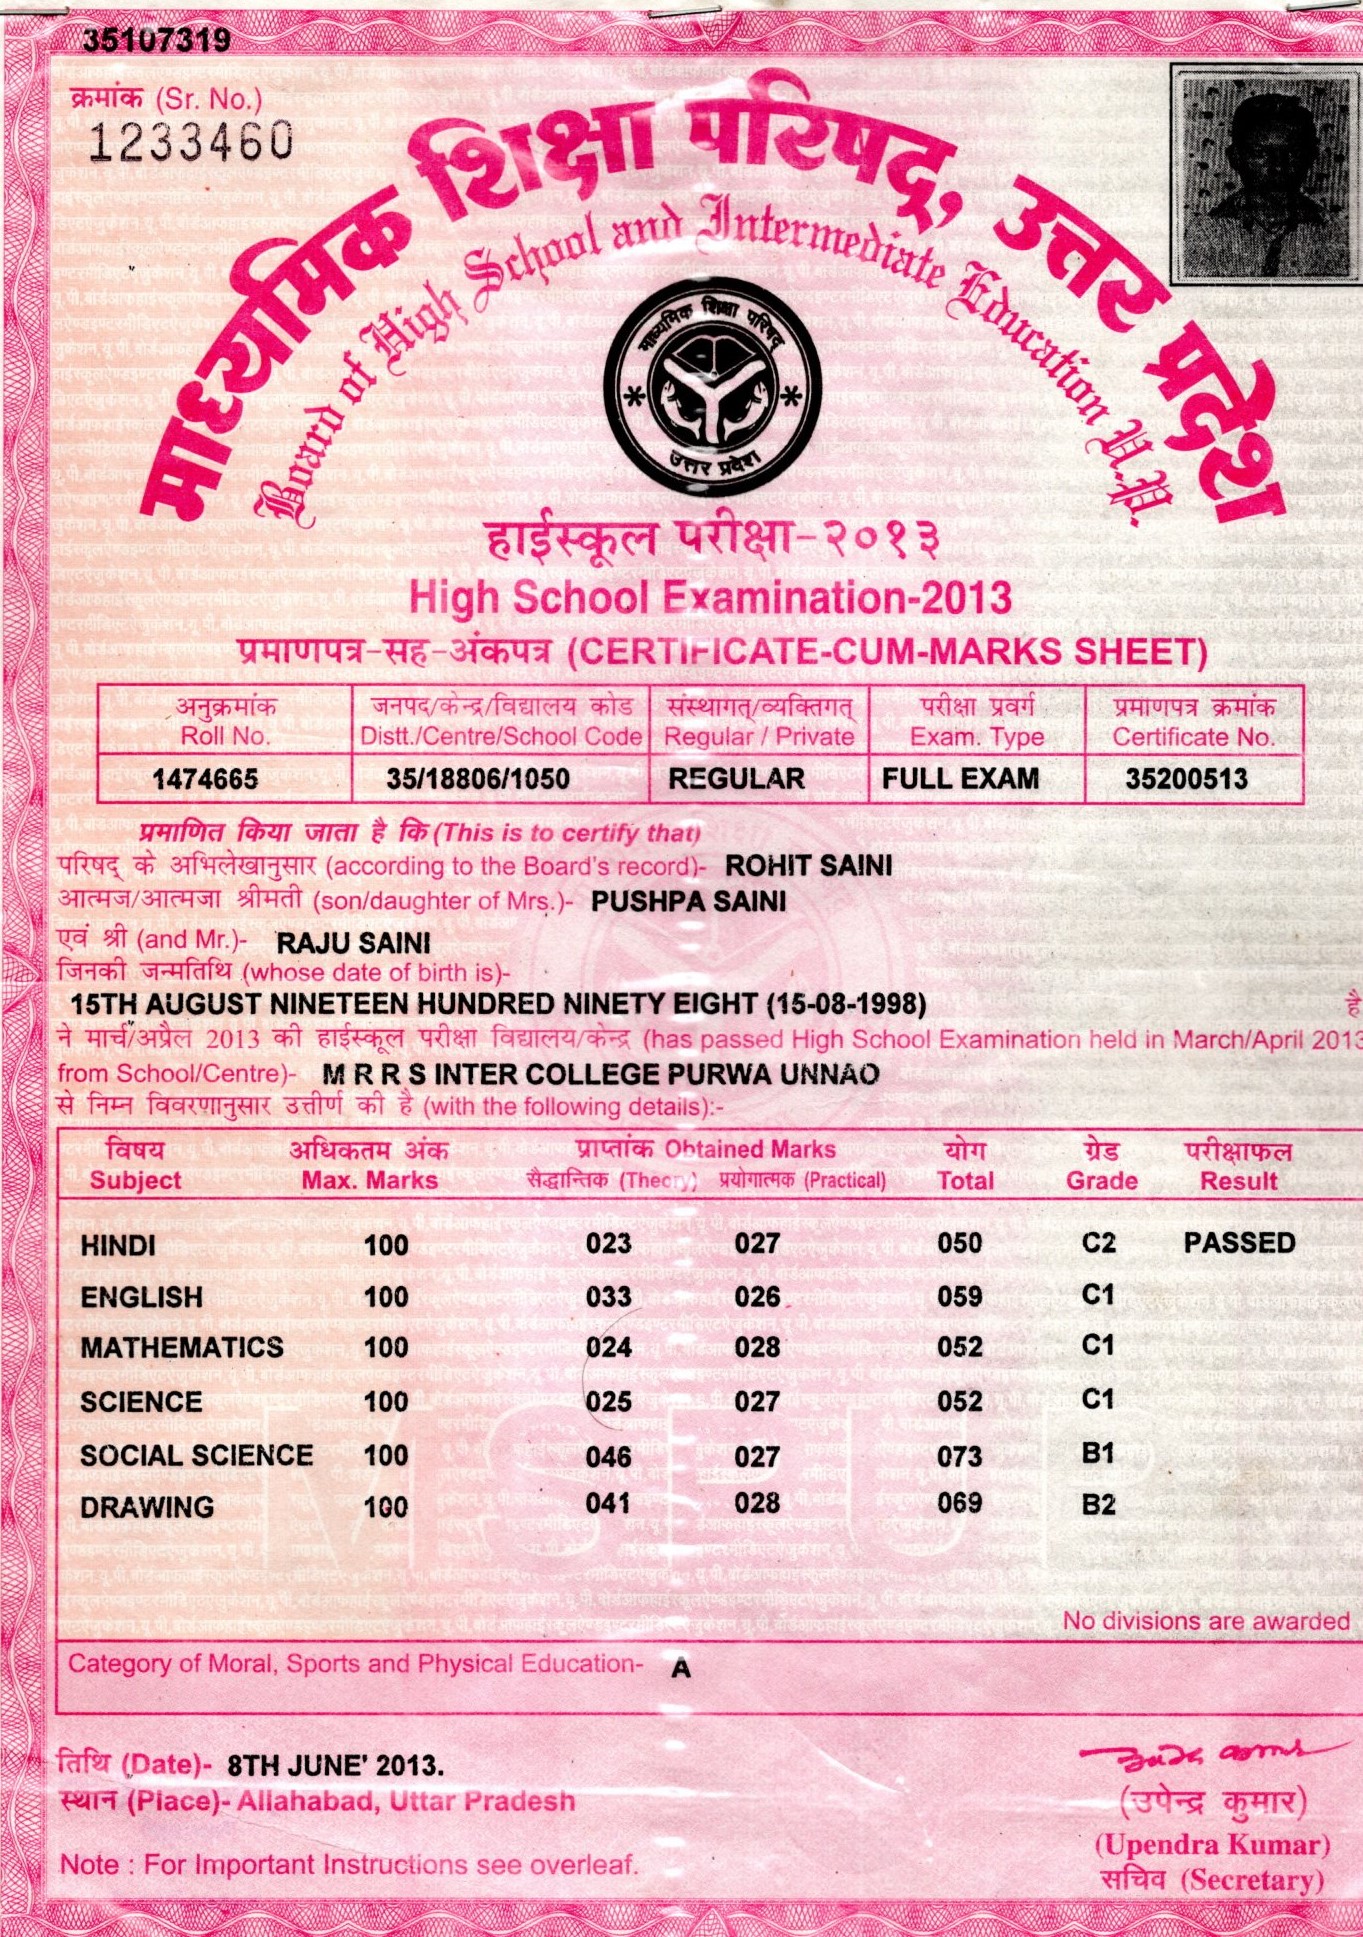 35107319
क्रमांक (Sr. No.)
1233460
माध्यमिक शिक्षा परिषद्, उत्तर प्रदेश
Board of High School and Intermediate Education U.P.
माध्यमिक शिक्षा परिषद्
उत्तर प्रदेश
हाईस्कूल परीक्षा-२०१३
High School Examination-2013
प्रमाणपत्र-सह-अंकपत्र (CERTIFICATE-CUM-MARKS SHEET)
अनुक्रमांक जनपद/केन्द्र/विद्यालय कोड संस्थागत्/व्यक्तिगत् परीक्षा प्रवर्ग प्रमाणपत्र क्रमांक
Roll No. Distt./Centre/School Code Regular / Private Exam. Type Certificate No.
1474665 35/18806/1050 REGULAR FULL EXAM 35200513
प्रमाणित किया जाता है कि (This is to certify that)
परिषद् के अभिलेखानुसार (according to the Board's record)- ROHIT SAINI
आत्मज/आत्मजा श्रीमती (son/daughter of Mrs.)- PUSHPA SAINI
एवं श्री (and Mr.)- RAJU SAINI
जिनकी जन्मतिथि (whose date of birth is)-
15TH AUGUST NINETEEN HUNDRED NINETY EIGHT (15-08-1998) है
ने मार्च/अप्रैल 2013 की हाईस्कूल परीक्षा विद्यालय/केन्द्र (has passed High School Examination held in March/April 2013
from School/Centre)- M R R S INTER COLLEGE PURWA UNNAO
से निम्न विवरणानुसार उत्तीर्ण की है (with the following details):-
विषय अधिकतम अंक प्राप्तांक Obtained Marks योग ग्रेड परीक्षाफल
Subject Max. Marks सैद्धान्तिक (Theory) प्रयोगात्मक (Practical) Total Grade Result
HINDI 100 023 027 050 C2 PASSED
ENGLISH 100 033 026 059 C1
MATHEMATICS 100 024 028 052 C1
SCIENCE 100 025 027 052 C1
SOCIAL SCIENCE 100 046 027 073 B1
DRAWING 100 041 028 069 B2
No divisions are awarded
Category of Moral, Sports and Physical Education- A
तिथि (Date)- 8TH JUNE' 2013.
स्थान (Place)- Allahabad, Uttar Pradesh
(उपेन्द्र कुमार)
(Upendra Kumar)
Note : For Important Instructions see overleaf.
सचिव (Secretary)